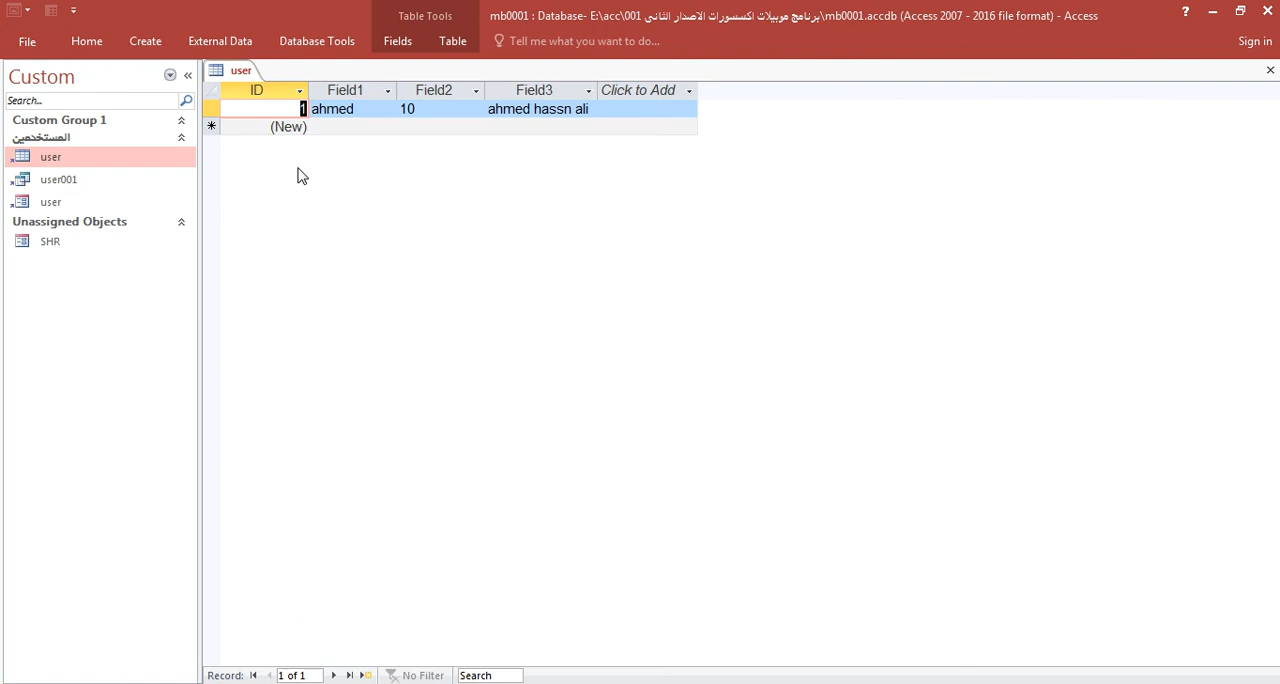 Table Tools
mb0001 : Database- E:\acc\001 برنامج موبيلات اكسسورات الاصدار الثانى\mb0001.accdb (Access 2007 - 2016 file format) - Access
?
File Home Create External Data Database Tools Fields Table Tell me what you want to do... Sign in
Custom
Search...
Custom Group 1
المستخدمين
user
user001
user
Unassigned Objects
SHR
user
ID Field1 Field2 Field3 Click to Add
1 ahmed 10 ahmed hassn ali
* (New)
Record: 1 of 1 No Filter Search